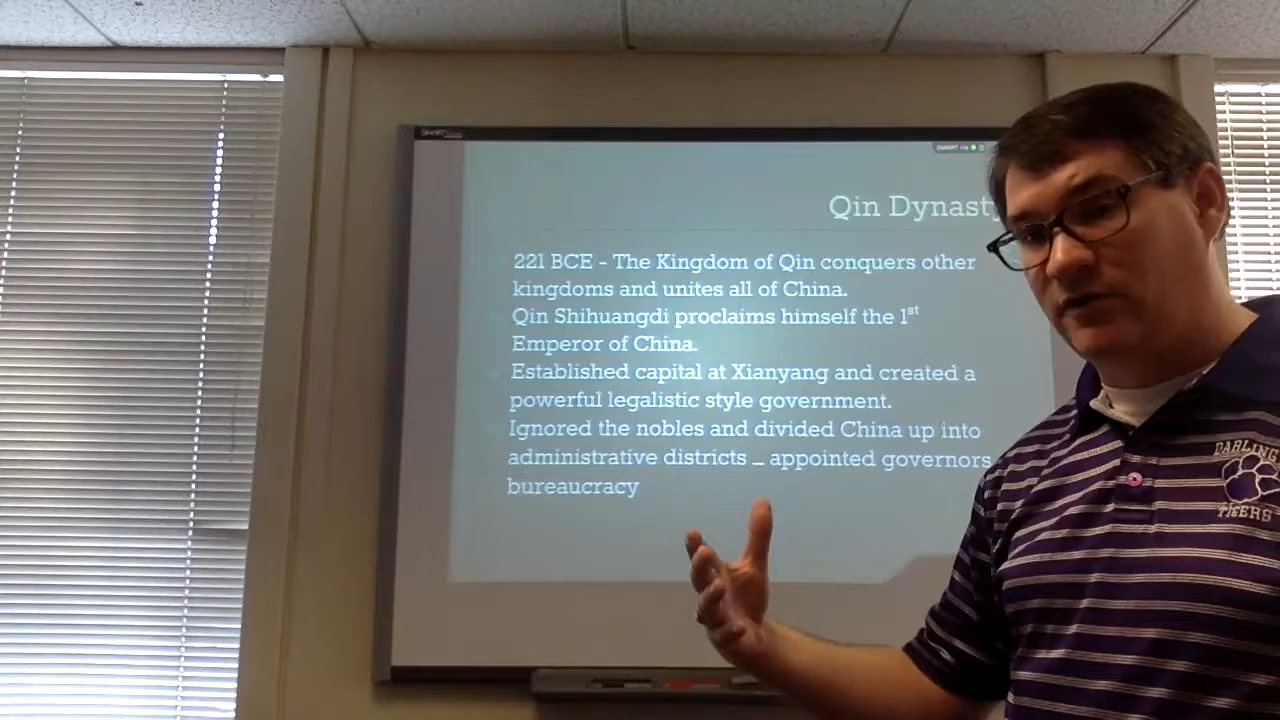 SMART
Qin Dynasty
221 BCE - The Kingdom of Qin conquers other
kingdoms and unites all of China.
Qin Shihuangdi proclaims himself the 1st
Emperor of China.
Established capital at Xianyang and created a
powerful legalistic style government.
Ignored the nobles and divided China up into
administrative districts – appointed governors
bureaucracy
DARLING
TIGERS